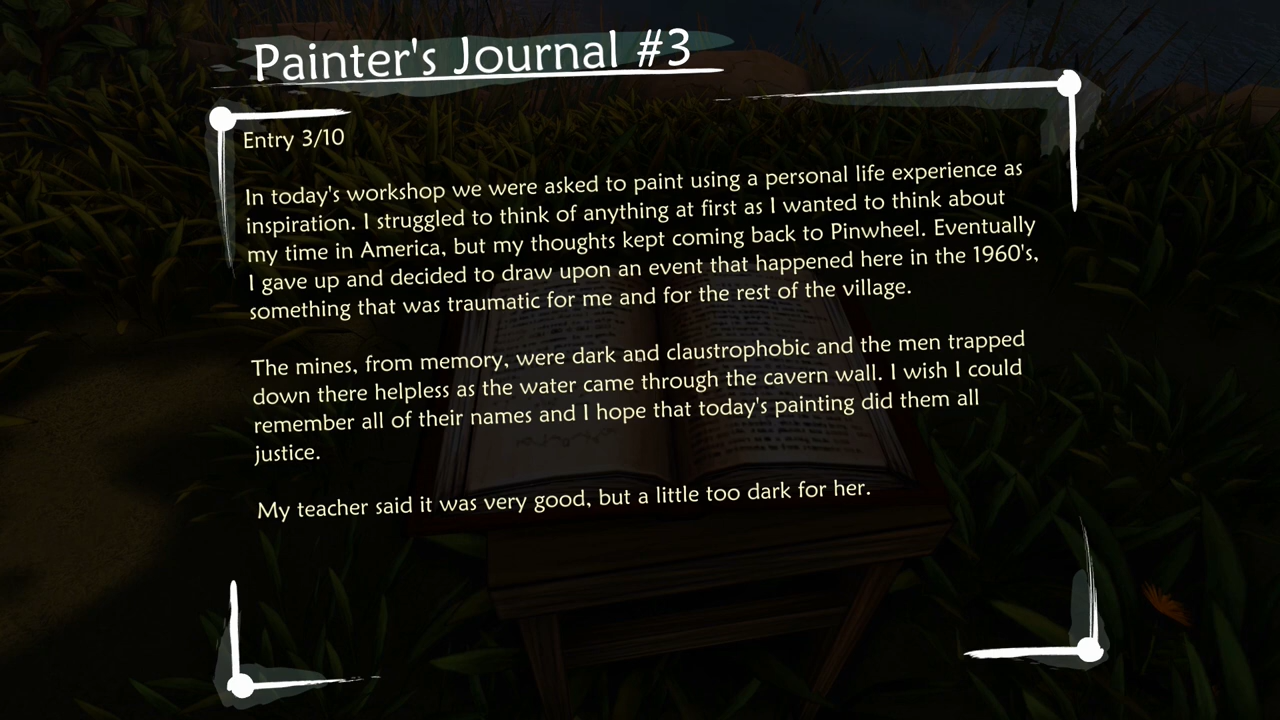 Painter's Journal #3
Entry 3/10
In today's workshop we were asked to paint using a personal life experience as
inspiration. I struggled to think of anything at first as I wanted to think about
my time in America, but my thoughts kept coming back to Pinwheel. Eventually
I gave up and decided to draw upon an event that happened here in the 1960's,
something that was traumatic for me and for the rest of the village.
The mines, from memory, were dark and claustrophobic and the men trapped
down there helpless as the water came through the cavern wall. I wish I could
remember all of their names and I hope that today's painting did them all
justice.
My teacher said it was very good, but a little too dark for her.